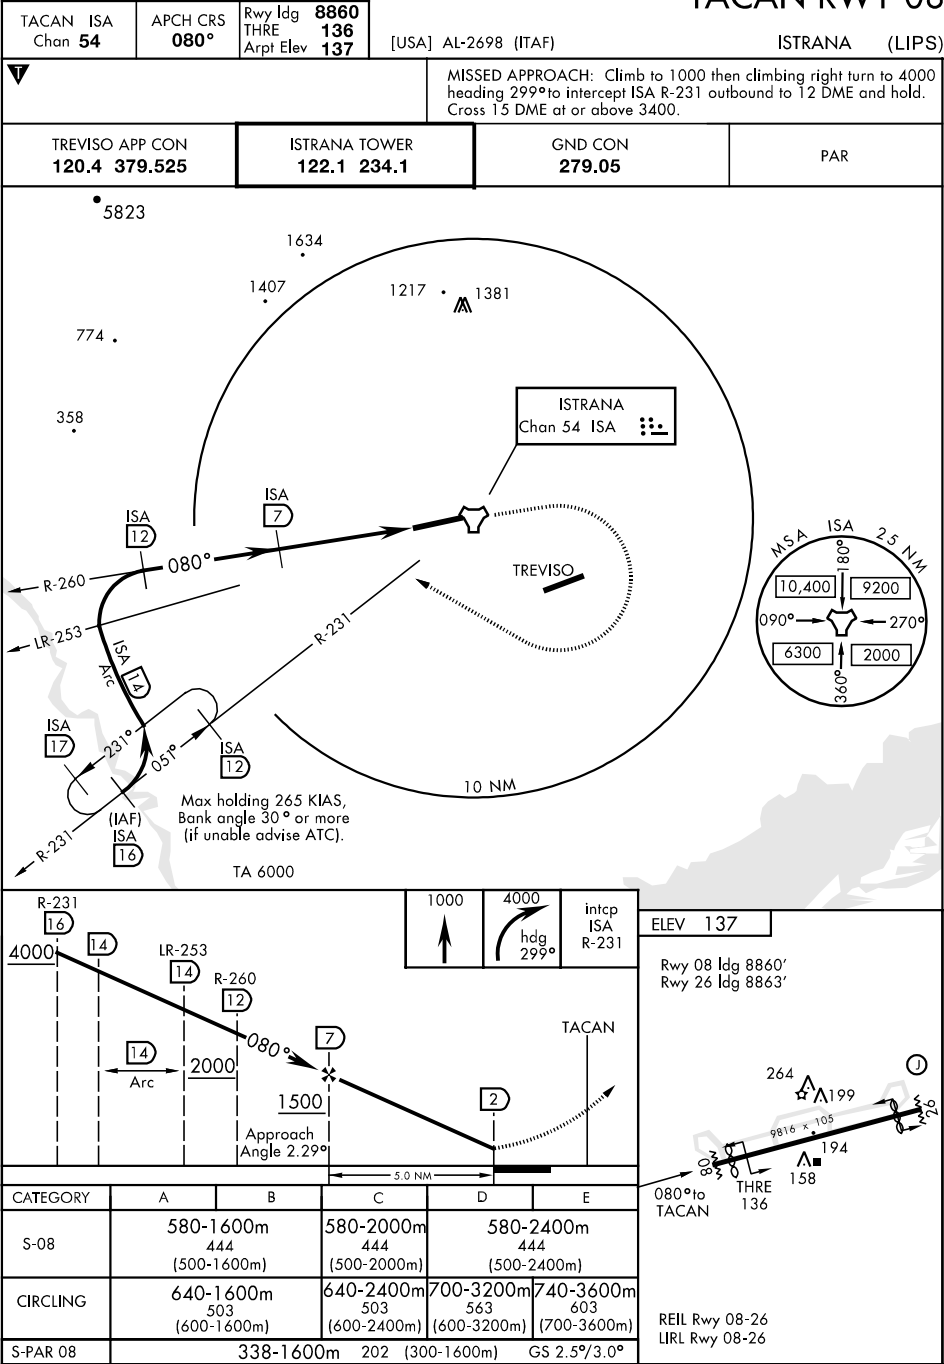 TACAN RWY 08
TACAN ISA
Chan 54
APCH CRS
080°
Rwy ldg 8860
THRE 136
Arpt Elev 137
[USA] AL-2698 (ITAF)
ISTRANA (LIPS)
T
MISSED APPROACH: Climb to 1000 then climbing right turn to 4000
heading 299° to intercept ISA R-231 outbound to 12 DME and hold.
Cross 15 DME at or above 3400.
TREVISO APP CON
120.4 379.525
ISTRANA TOWER
122.1 234.1
GND CON
279.05
PAR
5823
1634
1407
1217
1381
774
358
ISTRANA
Chan 54 ISA
ISA
7
ISA
12
080°
R-260
LR-253
ISA 14
Arc
TREVISO
R-231
MSA ISA 25 NM
180°
10,400
9200
090°
270°
6300
2000
360°
ISA
17
231°
051°
ISA
12
10 NM
(IAF)
ISA
16
R-231
Max holding 265 KIAS,
Bank angle 30° or more
(if unable advise ATC).
TA 6000
R-231
16
4000
14
LR-253
14
R-260
12
080°
7
14
Arc
2000
1500
Approach
Angle 2.29°
2
TACAN
5.0 NM
1000
4000
hdg
299°
intcp
ISA
R-231
ELEV 137
Rwy 08 ldg 8860'
Rwy 26 ldg 8863'
J
264
199
26
9816 x 105
194
158
08
080° to
TACAN
THRE
136
REIL Rwy 08-26
LIRL Rwy 08-26
CATEGORY A B C D E
S-08
580-1600m
444
(500-1600m)
580-2000m
444
(500-2000m)
580-2400m
444
(500-2400m)
CIRCLING
640-1600m
503
(600-1600m)
640-2400m
503
(600-2400m)
700-3200m
563
(600-3200m)
740-3600m
603
(700-3600m)
S-PAR 08 338-1600m 202 (300-1600m) GS 2.5°/3.0°